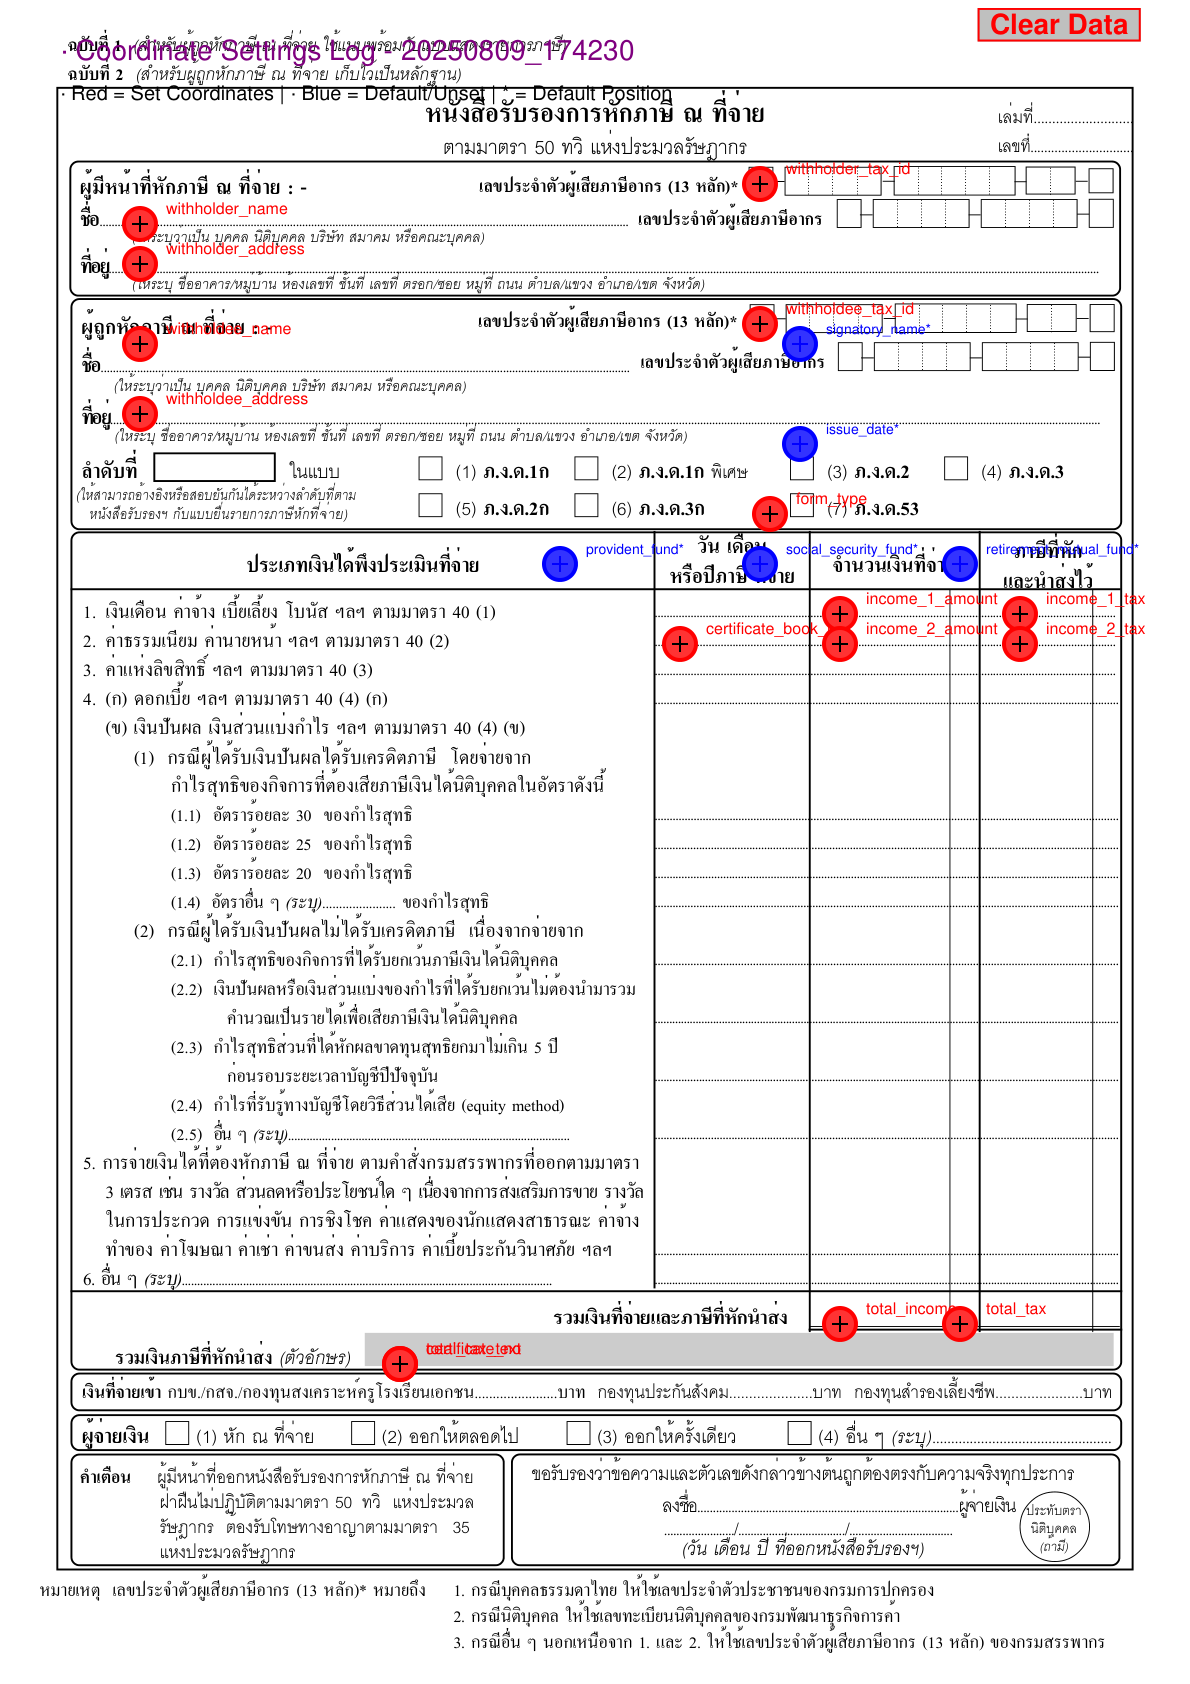 Clear Data
ฉบับที่ 1 (สำหรับผู้ถูกหักภาษี ณ ที่จ่าย ใช้แนบพร้อมกับแบบแสดงรายการภาษี)
· Coordinate Settings Log - 20250809_174230
ฉบับที่ 2 (สำหรับผู้ถูกหักภาษี ณ ที่จ่าย เก็บไว้เป็นหลักฐาน)
· Red = Set Coordinates | · Blue = Default/Unset | * = Default Position
หนังสือรับรองการหักภาษี ณ ที่จ่าย
เล่มที่
ตามมาตรา 50 ทวิ แห่งประมวลรัษฎากร
เลขที่
ผู้มีหน้าที่หักภาษี ณ ที่จ่าย : -
เลขประจำตัวผู้เสียภาษีอากร (13 หลัก)*
withholder_tax_id
ชื่อ
withholder_name
เลขประจำตัวผู้เสียภาษีอากร
(ให้ระบุว่าเป็น บุคคล นิติบุคคล บริษัท สมาคม หรือคณะบุคคล)
ที่อยู่
withholder_address
(ให้ระบุ ชื่ออาคาร/หมู่บ้าน ห้องเลขที่ ชั้นที่ เลขที่ ตรอก/ซอย หมู่ที่ ถนน ตำบล/แขวง อำเภอ/เขต จังหวัด)
ผู้ถูกหักภาษี ณ ที่จ่าย : -
withholdee_name
เลขประจำตัวผู้เสียภาษีอากร (13 หลัก)*
withholdee_tax_id
signatory_name*
ชื่อ
เลขประจำตัวผู้เสียภาษีอากร
(ให้ระบุว่าเป็น บุคคล นิติบุคคล บริษัท สมาคม หรือคณะบุคคล)
ที่อยู่
withholdee_address
(ให้ระบุ ชื่ออาคาร/หมู่บ้าน ห้องเลขที่ ชั้นที่ เลขที่ ตรอก/ซอย หมู่ที่ ถนน ตำบล/แขวง อำเภอ/เขต จังหวัด)
issue_date*
ลำดับที่ ในแบบ
(1) ภ.ง.ด.1ก (2) ภ.ง.ด.1ก พิเศษ (3) ภ.ง.ด.2 (4) ภ.ง.ด.3
(ให้สามารถอ้างอิงหรือสอบยันกันได้ระหว่างลำดับที่ตาม
หนังสือรับรองฯ กับแบบยื่นรายการภาษีหักที่จ่าย)
(5) ภ.ง.ด.2ก (6) ภ.ง.ด.3ก (7) ภ.ง.ด.53
form_type
ประเภทเงินได้พึงประเมินที่จ่าย
provident_fund*
วัน เดือน
หรือปีภาษี ที่จ่าย
social_security_fund*
จำนวนเงินที่จ่าย
retirement_mutual_fund*
ภาษีที่หัก
และนำส่งไว้
1. เงินเดือน ค่าจ้าง เบี้ยเลี้ยง โบนัส ฯลฯ ตามมาตรา 40 (1)
income_1_amount
income_1_tax
2. ค่าธรรมเนียม ค่านายหน้า ฯลฯ ตามมาตรา 40 (2)
certificate_book_
income_2_amount
income_2_tax
3. ค่าแห่งลิขสิทธิ์ ฯลฯ ตามมาตรา 40 (3)
4. (ก) ดอกเบี้ย ฯลฯ ตามมาตรา 40 (4) (ก)
(ข) เงินปันผล เงินส่วนแบ่งกำไร ฯลฯ ตามมาตรา 40 (4) (ข)
(1) กรณีผู้ได้รับเงินปันผลได้รับเครดิตภาษี โดยจ่ายจาก
กำไรสุทธิของกิจการที่ต้องเสียภาษีเงินได้นิติบุคคลในอัตราดังนี้
(1.1) อัตราร้อยละ 30 ของกำไรสุทธิ
(1.2) อัตราร้อยละ 25 ของกำไรสุทธิ
(1.3) อัตราร้อยละ 20 ของกำไรสุทธิ
(1.4) อัตราอื่น ๆ (ระบุ)...................... ของกำไรสุทธิ
(2) กรณีผู้ได้รับเงินปันผลไม่ได้รับเครดิตภาษี เนื่องจากจ่ายจาก
(2.1) กำไรสุทธิของกิจการที่ได้รับยกเว้นภาษีเงินได้นิติบุคคล
(2.2) เงินปันผลหรือเงินส่วนแบ่งของกำไรที่ได้รับยกเว้นไม่ต้องนำมารวม
คำนวณเป็นรายได้เพื่อเสียภาษีเงินได้นิติบุคคล
(2.3) กำไรสุทธิส่วนที่ได้หักผลขาดทุนสุทธิยกมาไม่เกิน 5 ปี
ก่อนรอบระยะเวลาบัญชีปีปัจจุบัน
(2.4) กำไรที่รับรู้ทางบัญชีโดยวิธีส่วนได้เสีย (equity method)
(2.5) อื่น ๆ (ระบุ)
5. การจ่ายเงินได้ที่ต้องหักภาษี ณ ที่จ่าย ตามคำสั่งกรมสรรพากรที่ออกตามมาตรา
3 เตรส เช่น รางวัล ส่วนลดหรือประโยชน์ใด ๆ เนื่องจากการส่งเสริมการขาย รางวัล
ในการประกวด การแข่งขัน การชิงโชค ค่าแสดงของนักแสดงสาธารณะ ค่าจ้าง
ทำของ ค่าโฆษณา ค่าเช่า ค่าขนส่ง ค่าบริการ ค่าเบี้ยประกันวินาศภัย ฯลฯ
6. อื่น ๆ (ระบุ)
รวมเงินที่จ่ายและภาษีที่หักนำส่ง
total_income
total_tax
รวมเงินภาษีที่หักนำส่ง (ตัวอักษร)
เงินที่จ่ายเข้า กบข./กสจ./กองทุนสงเคราะห์ครูโรงเรียนเอกชน......................บาท กองทุนประกันสังคม......................บาท กองทุนสำรองเลี้ยงชีพ......................บาท
ผู้จ่ายเงิน (1) หัก ณ ที่จ่าย (2) ออกให้ตลอดไป (3) ออกให้ครั้งเดียว (4) อื่น ๆ (ระบุ)
คำเตือน ผู้มีหน้าที่ออกหนังสือรับรองการหักภาษี ณ ที่จ่าย
ฝ่าฝืนไม่ปฏิบัติตามมาตรา 50 ทวิ แห่งประมวล
รัษฎากร ต้องรับโทษทางอาญาตามมาตรา 35
แห่งประมวลรัษฎากร
ขอรับรองว่าข้อความและตัวเลขดังกล่าวข้างต้นถูกต้องตรงกับความจริงทุกประการ
ลงชื่อ......................ผู้จ่ายเงิน
....................../....................../......................
(วัน เดือน ปี ที่ออกหนังสือรับรองฯ)
ประทับตรา
นิติบุคคล
(ถ้ามี)
หมายเหตุ เลขประจำตัวผู้เสียภาษีอากร (13 หลัก)* หมายถึง
1. กรณีบุคคลธรรมดาไทย ให้ใช้เลขประจำตัวประชาชนของกรมการปกครอง
2. กรณีนิติบุคคล ให้ใช้เลขทะเบียนนิติบุคคลของกรมพัฒนาธุรกิจการค้า
3. กรณีอื่น ๆ นอกเหนือจาก 1. และ 2. ให้ใช้เลขประจำตัวผู้เสียภาษีอากร (13 หลัก) ของกรมสรรพากร